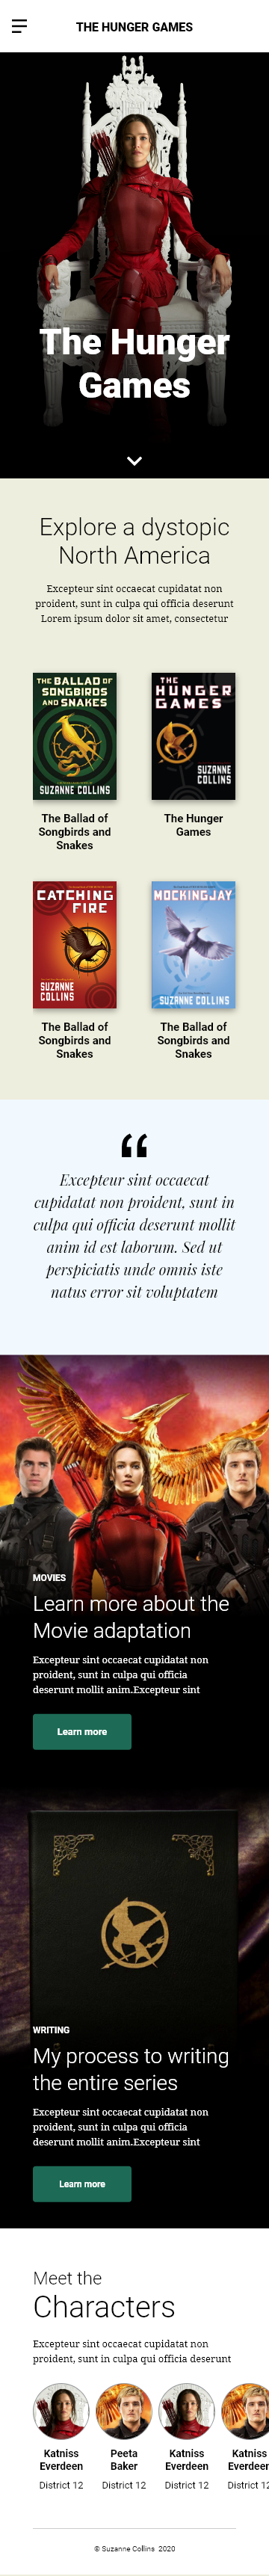 THE HUNGER GAMES
The Hunger
Games
Explore a dystopic
North America
Excepteur sint occaecat cupidatat non
proident, sunt in culpa qui officia deserunt
Lorem ipsum dolor sit amet, consectetur
THE BALLAD OF
SONGBIRDS
AND SNAKES
SUZANNE COLLINS
THE
HUNGER
GAMES
SUZANNE
COLLINS
The Ballad of
Songbirds and
Snakes
The Hunger
Games
CATCHING
FIRE
SUZANNE
COLLINS
MOCKINGJAY
SUZANNE COLLINS
The Ballad of
Songbirds and
Snakes
The Ballad of
Songbirds and
Snakes
“
Excepteur sint occaecat
cupidatat non proident, sunt in
culpa qui officia deserunt mollit
anim id est laborum. Sed ut
perspiciatis unde omnis iste
natus error sit voluptatem
MOVIES
Learn more about the
Movie adaptation
Excepteur sint occaecat cupidatat non
proident, sunt in culpa qui officia
deserunt mollit anim.Excepteur sint
Learn more
WRITING
My process to writing
the entire series
Excepteur sint occaecat cupidatat non
proident, sunt in culpa qui officia
deserunt mollit anim.Excepteur sint
Learn more
Meet the
Characters
Excepteur sint occaecat cupidatat non
proident, sunt in culpa qui officia deserunt
Katniss
Everdeen
District 12
Peeta
Baker
District 12
Katniss
Everdeen
District 12
Katniss
Everdeen
District 12
© Suzanne Collins 2020